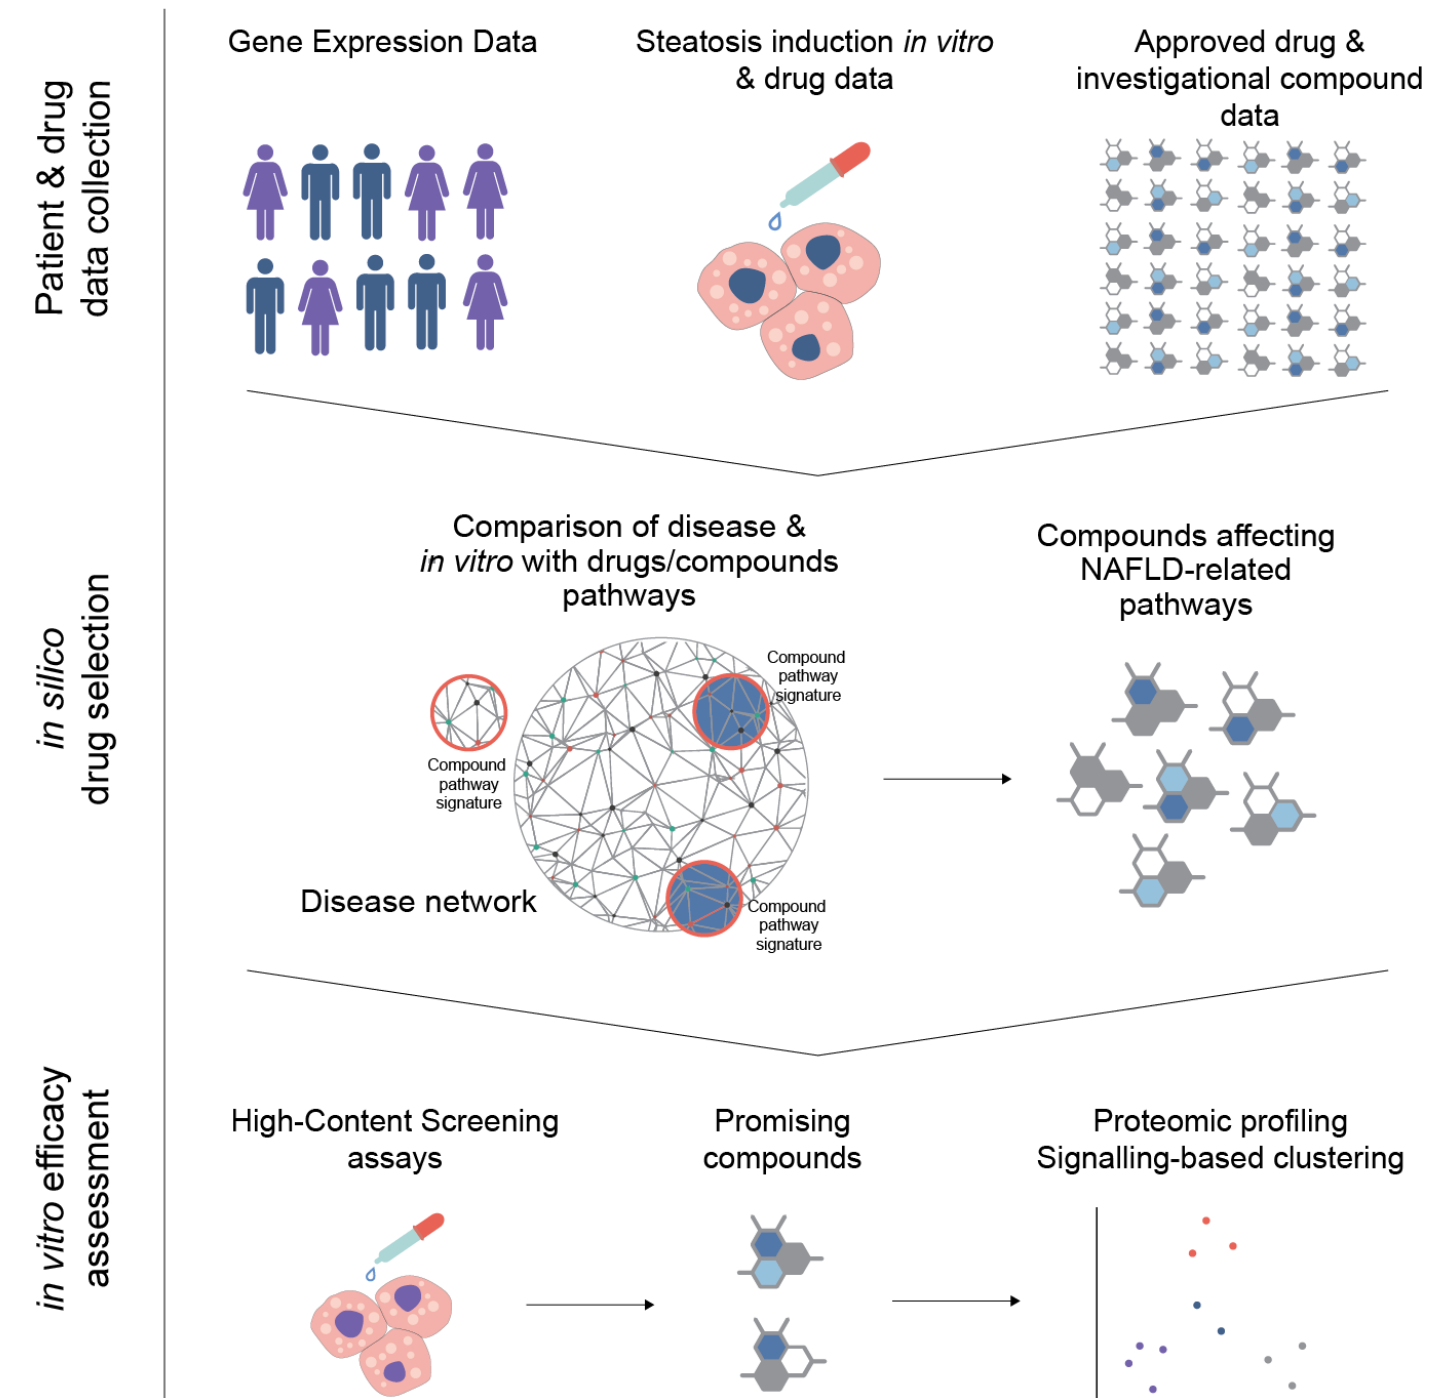 Patient & drug
data collection
Gene Expression Data
Steatosis induction in vitro
& drug data
Approved drug &
investigational compound
data
in silico
drug selection
Comparison of disease &
in vitro with drugs/compounds
pathways
Compound
pathway
signature
Compound
pathway
signature
Disease network
Compound
pathway
signature
Compounds affecting
NAFLD-related
pathways
in vitro efficacy
assessment
High-Content Screening
assays
Promising
compounds
Proteomic profiling
Signalling-based clustering